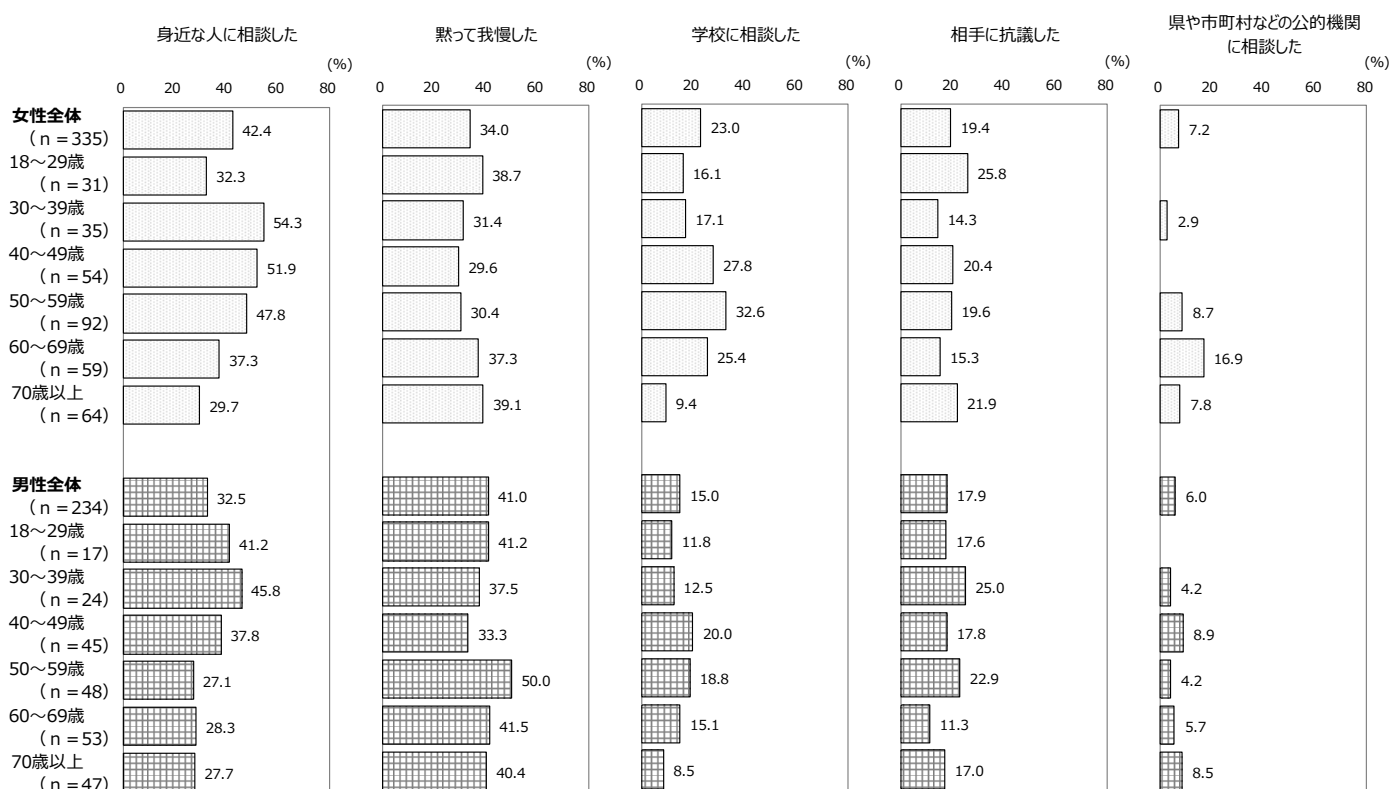 身近な人に相談した
黙って我慢した
学校に相談した
相手に抗議した
県や市町村などの公的機関
に相談した
(%) (%) (%) (%) (%)
0 20 40 60 80 0 20 40 60 80 0 20 40 60 80 0 20 40 60 80 0 20 40 60 80
女性全体
（ｎ＝335） 42.4 34.0 23.0 19.4 7.2
18～29歳
（ｎ＝31） 32.3 38.7 16.1 25.8
30～39歳
（ｎ＝35） 54.3 31.4 17.1 14.3 2.9
40～49歳
（ｎ＝54） 51.9 29.6 27.8 20.4
50～59歳
（ｎ＝92） 47.8 30.4 32.6 19.6 8.7
60～69歳
（ｎ＝59） 37.3 37.3 25.4 15.3 16.9
70歳以上
（ｎ＝64） 29.7 39.1 9.4 21.9 7.8
男性全体
（ｎ＝234） 32.5 41.0 15.0 17.9 6.0
18～29歳
（ｎ＝17） 41.2 41.2 11.8 17.6
30～39歳
（ｎ＝24） 45.8 37.5 12.5 25.0 4.2
40～49歳
（ｎ＝45） 37.8 33.3 20.0 17.8 8.9
50～59歳
（ｎ＝48） 27.1 50.0 18.8 22.9 4.2
60～69歳
（ｎ＝53） 28.3 41.5 15.1 11.3 5.7
70歳以上
（ｎ＝47） 27.7 40.4 8.5 17.0 8.5